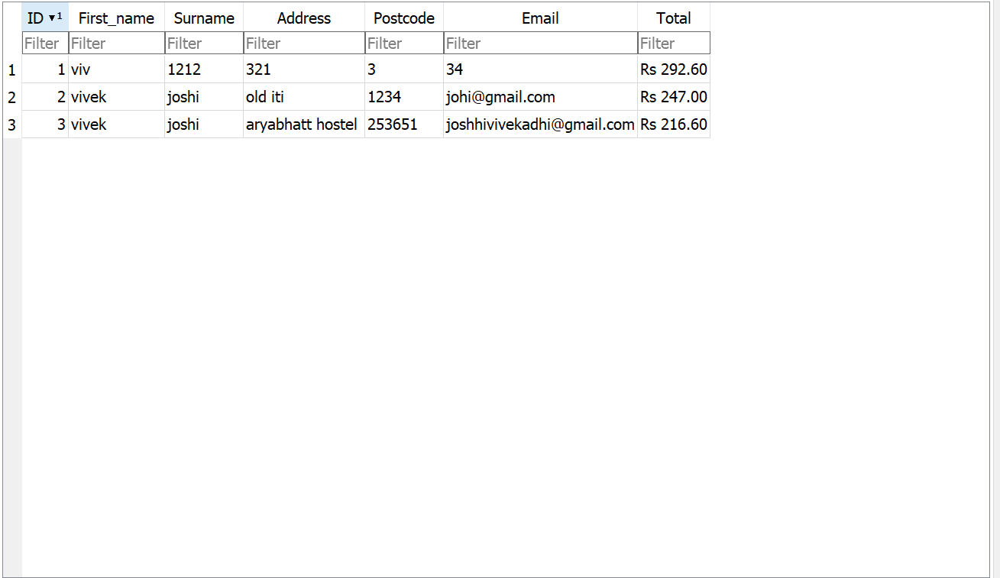 ID ▼1 First_name Surname Address Postcode Email Total
Filter Filter Filter Filter Filter Filter Filter
1 1 viv 1212 321 3 34 Rs 292.60
2 2 vivek joshi old iti 1234 johi@gmail.com Rs 247.00
3 3 vivek joshi aryabhatt hostel 253651 joshhivivekadhi@gmail.com Rs 216.60